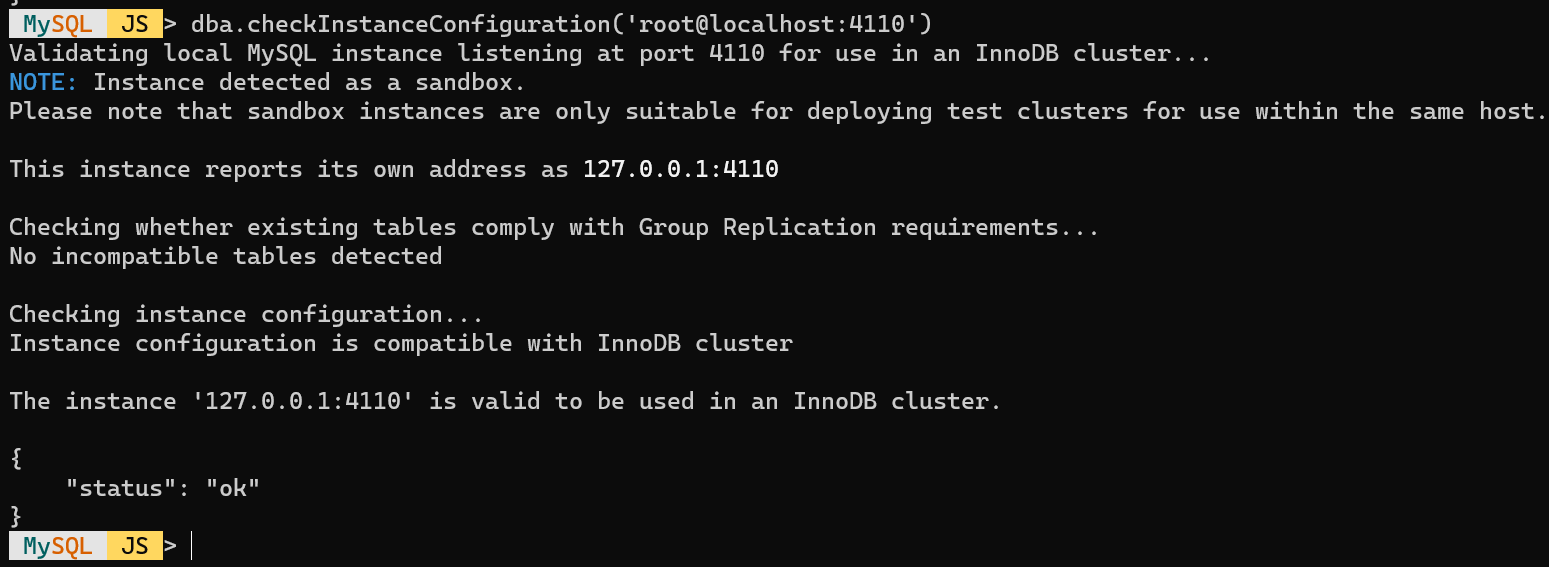 }
MySQL JS> dba.checkInstanceConfiguration('root@localhost:4110')
Validating local MySQL instance listening at port 4110 for use in an InnoDB cluster...
NOTE: Instance detected as a sandbox.
Please note that sandbox instances are only suitable for deploying test clusters for use within the same host.
This instance reports its own address as 127.0.0.1:4110
Checking whether existing tables comply with Group Replication requirements...
No incompatible tables detected
Checking instance configuration...
Instance configuration is compatible with InnoDB cluster
The instance '127.0.0.1:4110' is valid to be used in an InnoDB cluster.
{
    "status": "ok"
}
MySQL JS>